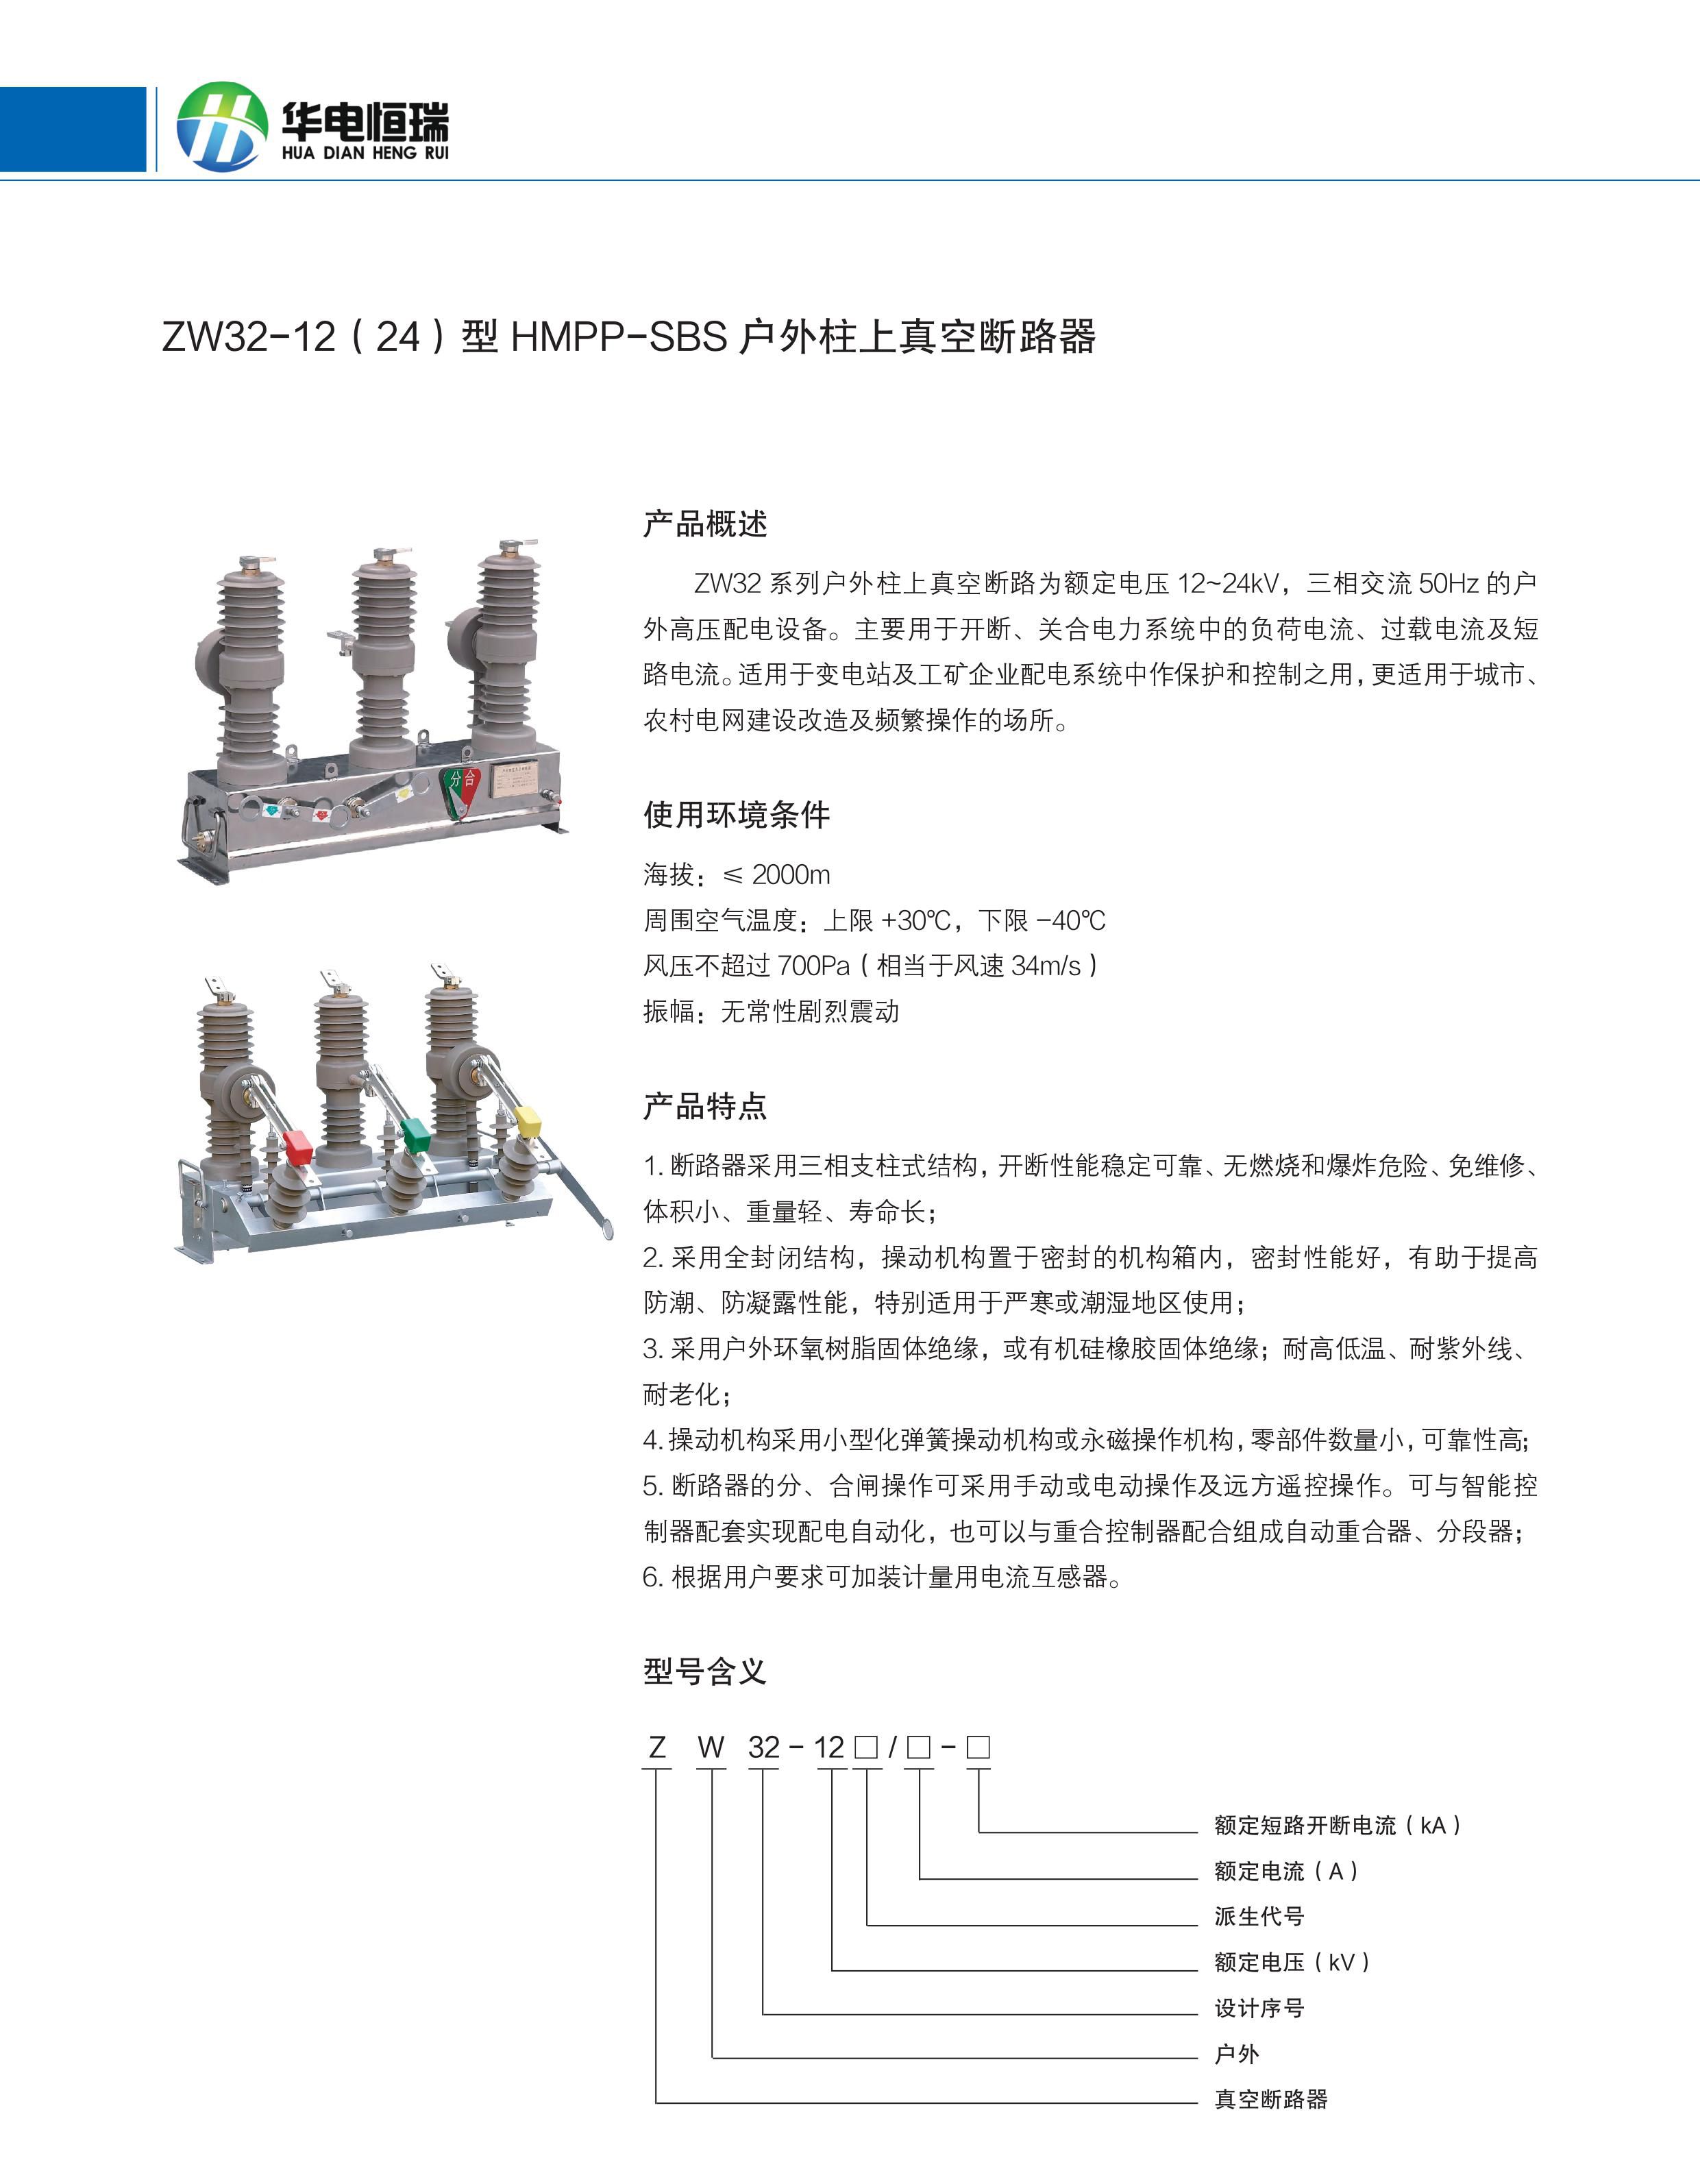 华电恒瑞
HUA DIAN HENG RUI
ZW32-12（24）型 HMPP-SBS 户外柱上真空断路器
产品概述
ZW32 系列户外柱上真空断路为额定电压 12~24kV，三相交流 50Hz 的户
外高压配电设备。主要用于开断、关合电力系统中的负荷电流、过载电流及短
路电流。适用于变电站及工矿企业配电系统中作保护和控制之用，更适用于城市、
农村电网建设改造及频繁操作的场所。
分 合
使用环境条件
海拔：≤ 2000m
周围空气温度：上限 +30℃，下限 -40℃
风压不超过 700Pa（相当于风速 34m/s）
振幅：无常性剧烈震动
产品特点
1. 断路器采用三相支柱式结构，开断性能稳定可靠、无燃烧和爆炸危险、免维修、
体积小、重量轻、寿命长；
2. 采用全封闭结构，操动机构置于密封的机构箱内，密封性能好，有助于提高
防潮、防凝露性能，特别适用于严寒或潮湿地区使用；
3. 采用户外环氧树脂固体绝缘，或有机硅橡胶固体绝缘；耐高低温、耐紫外线、
耐老化；
4. 操动机构采用小型化弹簧操动机构或永磁操作机构，零部件数量小，可靠性高；
5. 断路器的分、合闸操作可采用手动或电动操作及远方遥控操作。可与智能控
制器配套实现配电自动化，也可以与重合控制器配合组成自动重合器、分段器；
6. 根据用户要求可加装计量用电流互感器。
型号含义
Z W 32 - 12 □ / □ - □
额定短路开断电流（kA）
额定电流（A）
派生代号
额定电压（kV）
设计序号
户外
真空断路器